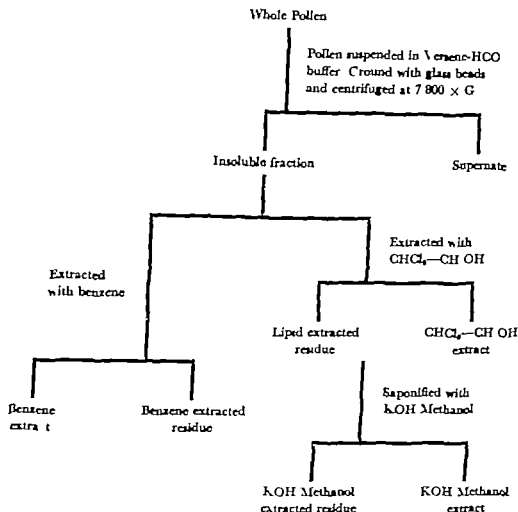 Whole Pollen
Pollen suspended in Versene-HCO
buffer Ground with glass beads
and centrifuged at 7 800 × G
Insoluble fraction
Supernate
Extracted with
CHCl₃—CH OH
Extracted
with benzene
Lipid extracted
residue
CHCl₃—CH OH
extract
Saponified with
KOH Methanol
Benzene
extra t
Benzene extracted
residue
KOH Methanol
extracted residue
KOH Methanol
extract